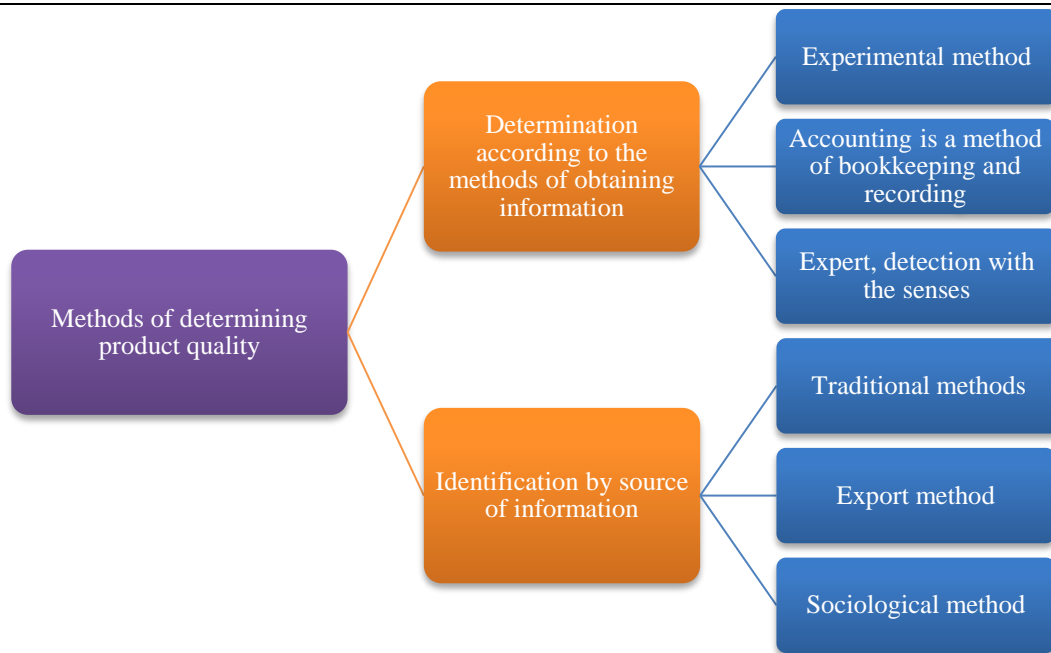 Methods of determining
product quality
Determination
according to the
methods of obtaining
information
Experimental method
Accounting is a method
of bookkeeping and
recording
Expert, detection with
the senses
Identification by source
of information
Traditional methods
Export method
Sociological method